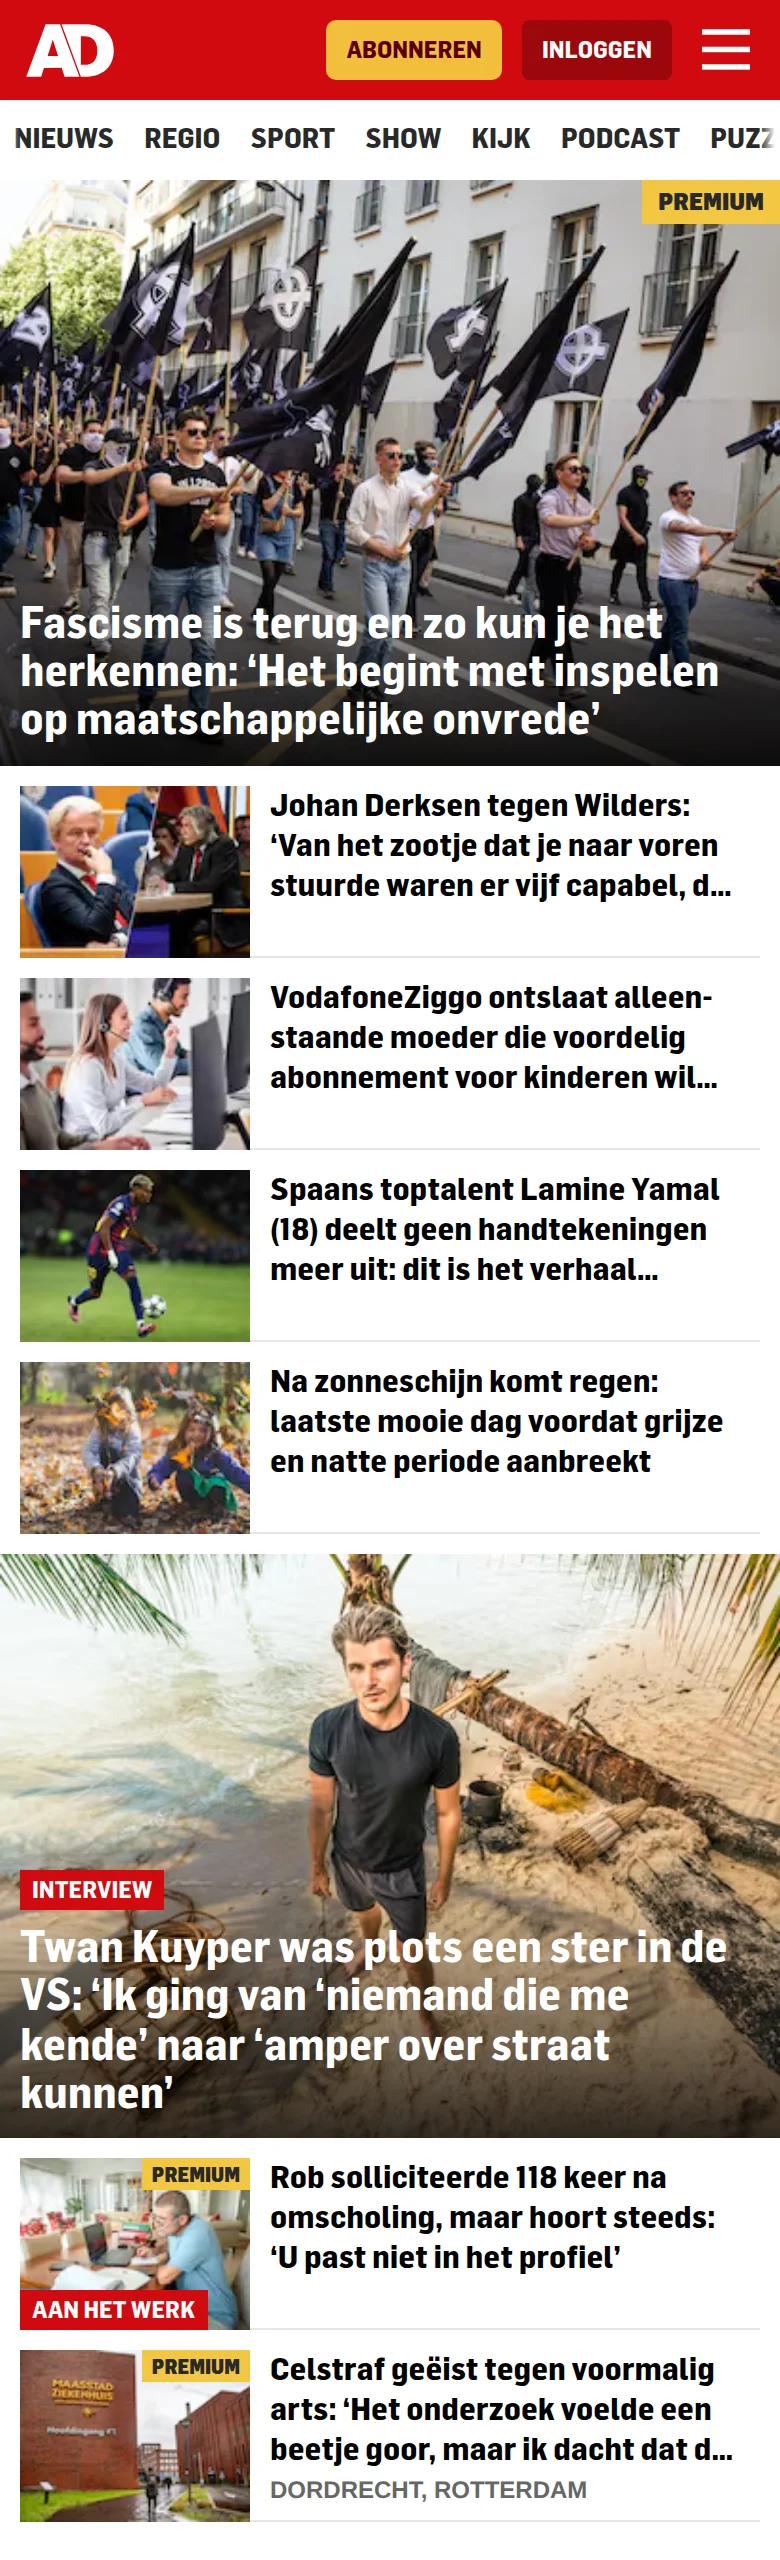 AD
ABONNEREN
INLOGGEN
NIEUWS REGIO SPORT SHOW KIJK PODCAST PUZZ
PREMIUM
Fascisme is terug en zo kun je het
herkennen: ‘Het begint met inspelen
op maatschappelijke onvrede’
Johan Derksen tegen Wilders:
‘Van het zootje dat je naar voren
stuurde waren er vijf capabel, d...
VodafoneZiggo ontslaat alleen-
staande moeder die voordelig
abonnement voor kinderen wil...
Spaans toptalent Lamine Yamal
(18) deelt geen handtekeningen
meer uit: dit is het verhaal...
Na zonneschijn komt regen:
laatste mooie dag voordat grijze
en natte periode aanbreekt
INTERVIEW
Twan Kuyper was plots een ster in de
VS: ‘Ik ging van ‘niemand die me
kende’ naar ‘amper over straat
kunnen’
PREMIUM
AAN HET WERK
Rob solliciteerde 118 keer na
omscholing, maar hoort steeds:
‘U past niet in het profiel’
PREMIUM
MAASSTAD
ZIEKENHUIS
Hoofdingang
Celstraf geëist tegen voormalig
arts: ‘Het onderzoek voelde een
beetje goor, maar ik dacht dat d...
DORDRECHT, ROTTERDAM